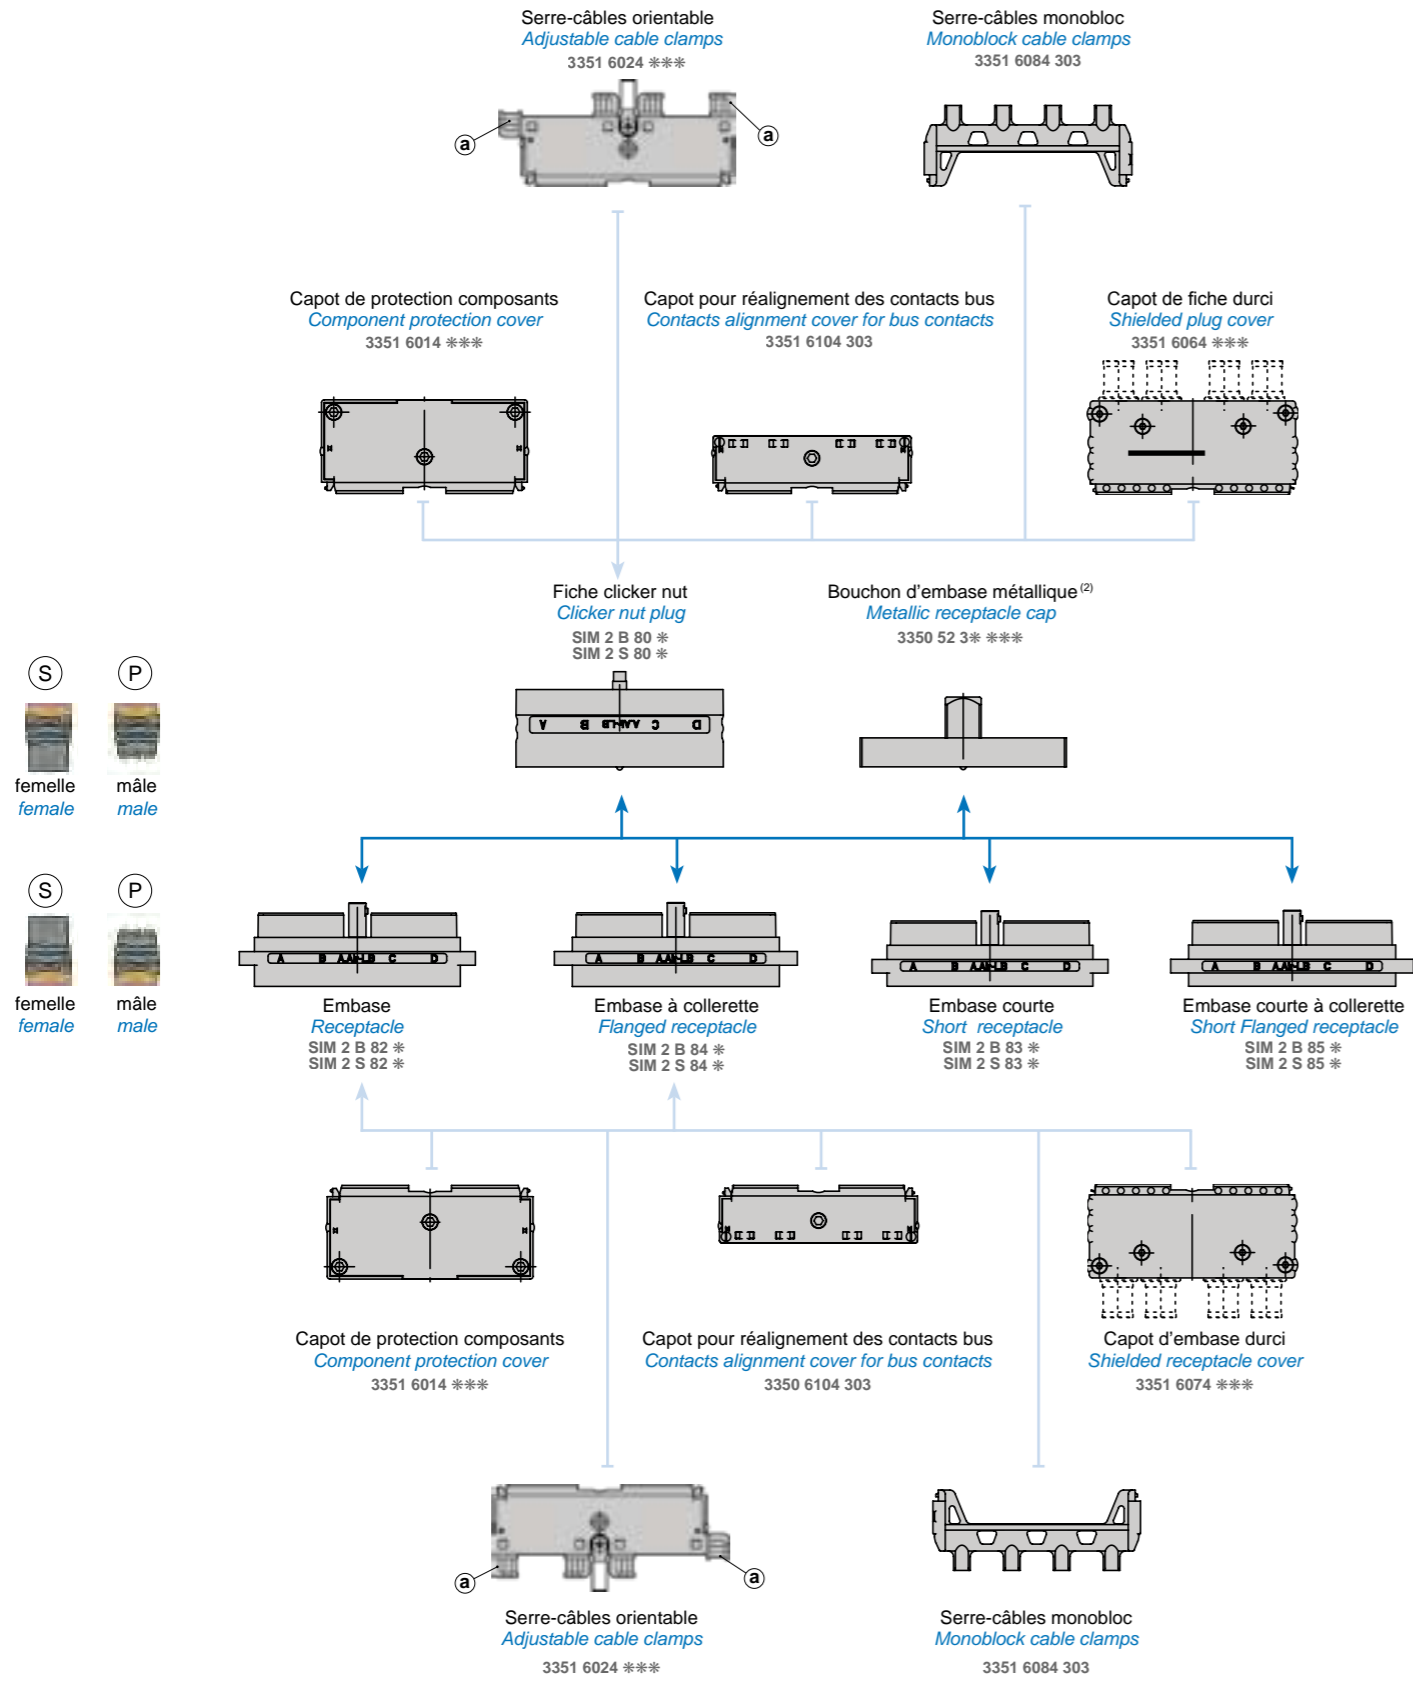 Serre-câbles orientable
Adjustable cable clamps
3351 6024 ✳✳✳
Serre-câbles monobloc
Monoblock cable clamps
3351 6084 303
a
a
Capot de protection composants
Component protection cover
3351 6014 ✳✳✳
Capot pour réalignement des contacts bus
Contacts alignment cover for bus contacts
3351 6104 303
Capot de fiche durci
Shielded plug cover
3351 6064 ✳✳✳
Fiche clicker nut
Clicker nut plug
SIM 2 B 80 ✳
SIM 2 S 80 ✳
Bouchon d'embase métallique (2)
Metallic receptacle cap
3350 52 3✳ ✳✳✳
S
P
femelle
female
mâle
male
A B C D
S
P
femelle
female
mâle
male
A B C D
A B C D
A B C D
A B C D
Embase
Receptacle
SIM 2 B 82 ✳
SIM 2 S 82 ✳
Embase à collerette
Flanged receptacle
SIM 2 B 84 ✳
SIM 2 S 84 ✳
Embase courte
Short receptacle
SIM 2 B 83 ✳
SIM 2 S 83 ✳
Embase courte à collerette
Short Flanged receptacle
SIM 2 B 85 ✳
SIM 2 S 85 ✳
Capot de protection composants
Component protection cover
3351 6014 ✳✳✳
Capot pour réalignement des contacts bus
Contacts alignment cover for bus contacts
3350 6104 303
Capot d'embase durci
Shielded receptacle cover
3351 6074 ✳✳✳
a
a
Serre-câbles orientable
Adjustable cable clamps
3351 6024 ✳✳✳
Serre-câbles monobloc
Monoblock cable clamps
3351 6084 303